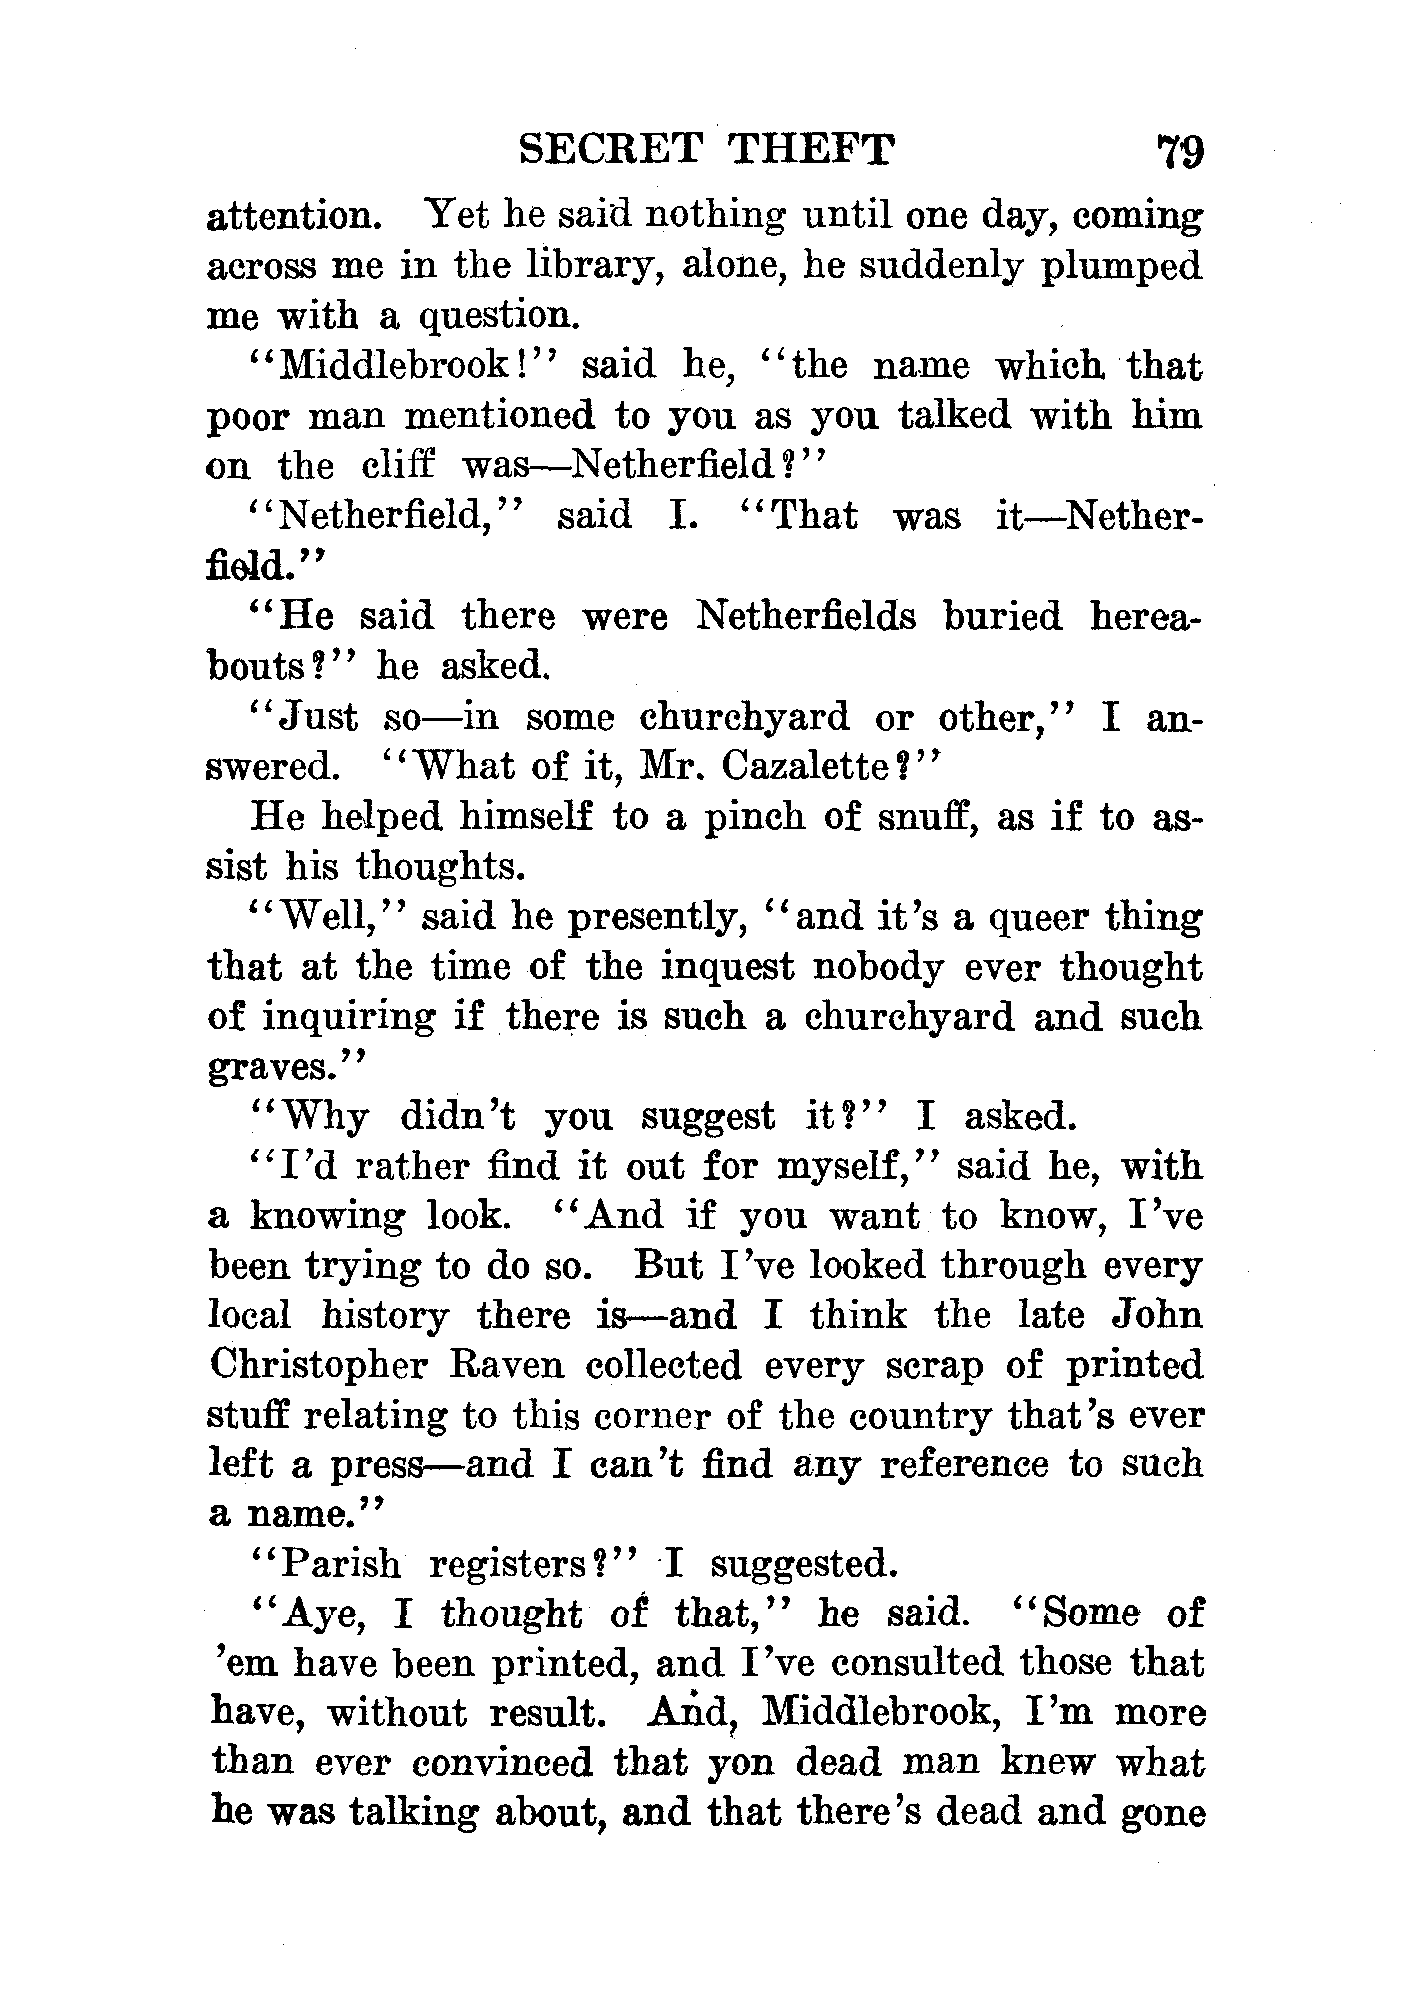 SECRET THEFT 79
attention. Yet he said nothing until one day, coming
across me in the library, alone, he suddenly plumped
me with a question.
"Middlebrook!" said he, "the name which that
poor man mentioned to you as you talked with him
on the cliff was—Netherfield?"
"Netherfield," said I. "That was it—Nether-
field."
"He said there were Netherfields buried herea-
bouts?" he asked.
"Just so—in some churchyard or other," I an-
swered. "What of it, Mr. Cazalette?"
He helped himself to a pinch of snuff, as if to as-
sist his thoughts.
"Well," said he presently, "and it's a queer thing
that at the time of the inquest nobody ever thought
of inquiring if there is such a churchyard and such
graves."
"Why didn't you suggest it?" I asked.
"I'd rather find it out for myself," said he, with
a knowing look. "And if you want to know, I've
been trying to do so. But I've looked through every
local history there is—and I think the late John
Christopher Raven collected every scrap of printed
stuff relating to this corner of the country that's ever
left a press—and I can't find any reference to such
a name."
"Parish registers?" I suggested.
"Aye, I thought of that," he said. "Some of
'em have been printed, and I've consulted those that
have, without result. And, Middlebrook, I'm more
than ever convinced that yon dead man knew what
he was talking about, and that there's dead and gone